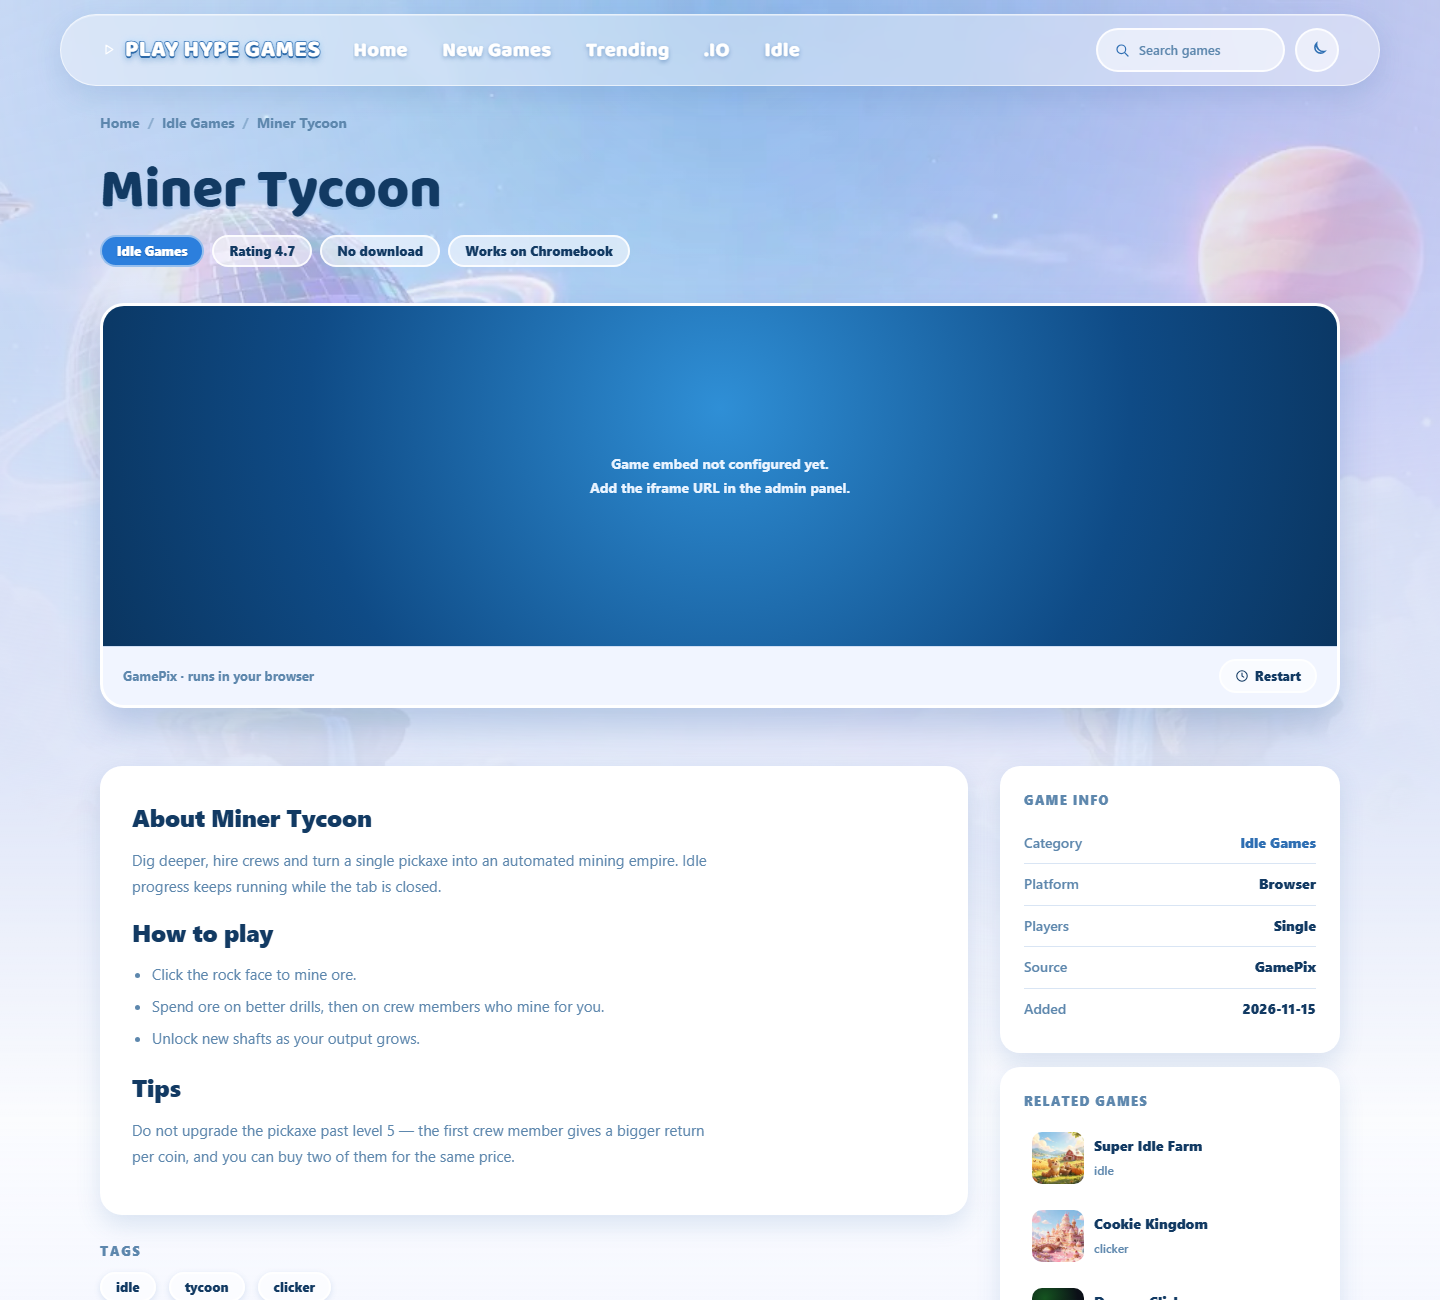 PLAY HYPE GAMES
Home
New Games
Trending
.IO
Idle
Search games
Home / Idle Games / Miner Tycoon
Miner Tycoon
Idle Games
Rating 4.7
No download
Works on Chromebook
Game embed not configured yet.
Add the iframe URL in the admin panel.
GamePix · runs in your browser
Restart
About Miner Tycoon
Dig deeper, hire crews and turn a single pickaxe into an automated mining empire. Idle
progress keeps running while the tab is closed.
How to play
• Click the rock face to mine ore.
• Spend ore on better drills, then on crew members who mine for you.
• Unlock new shafts as your output grows.
Tips
Do not upgrade the pickaxe past level 5 — the first crew member gives a bigger return
per coin, and you can buy two of them for the same price.
TAGS
idle
tycoon
clicker
GAME INFO
Category Idle Games
Platform Browser
Players Single
Source GamePix
Added 2026-11-15
RELATED GAMES
Super Idle Farm
idle
Cookie Kingdom
clicker